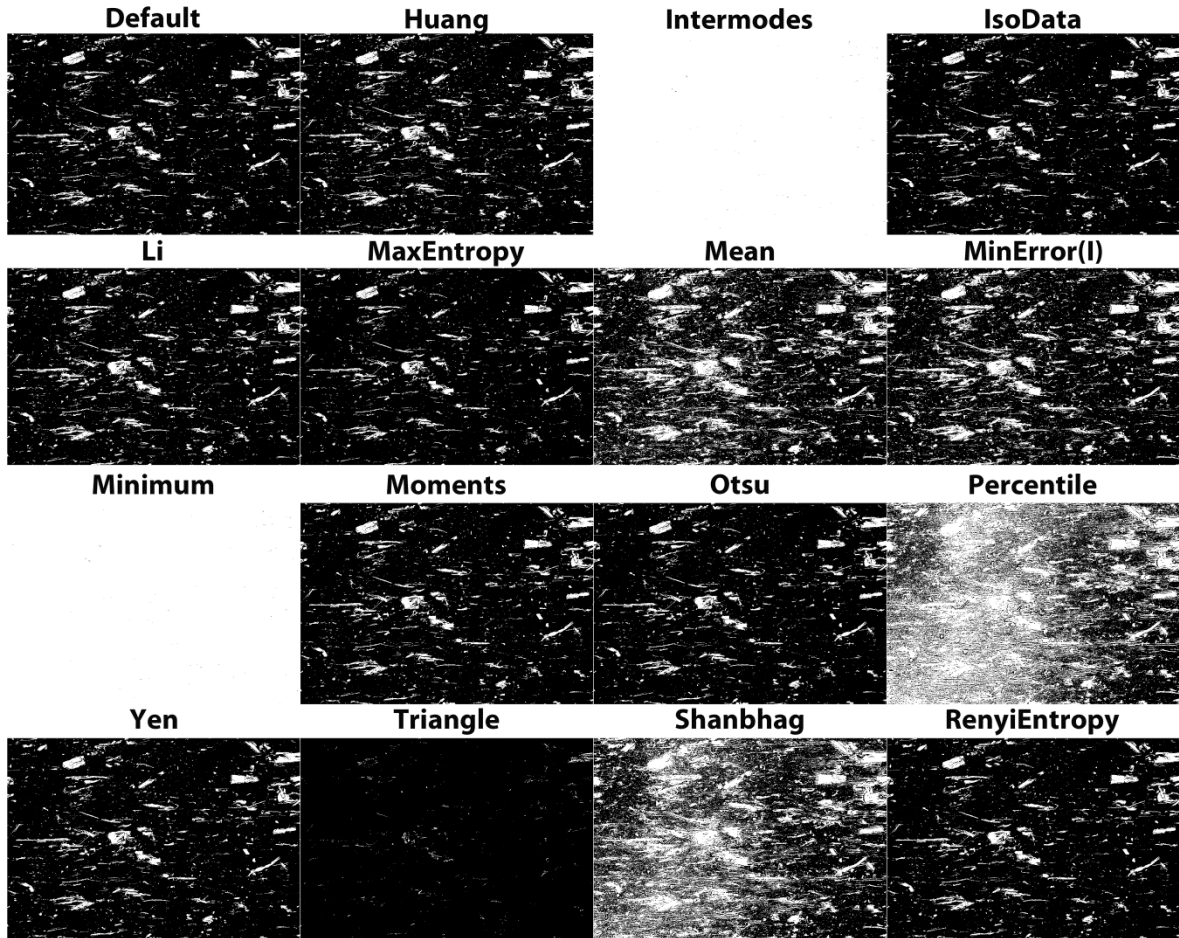 Default Huang Intermodes IsoData
Li MaxEntropy Mean MinError(I)
Minimum Moments Otsu Percentile
Yen Triangle Shanbhag RenyiEntropy